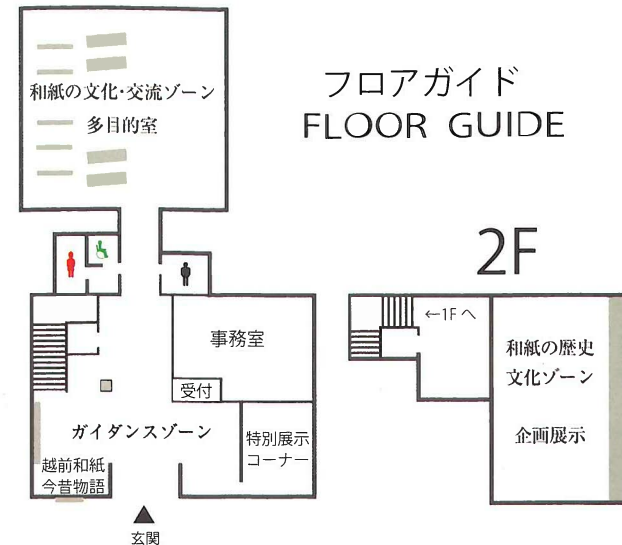 フロアガイド
FLOOR GUIDE
和紙の文化・交流ゾーン
多目的室
事務室
受付
ガイダンスゾーン
特別展示
コーナー
越前和紙
今昔物語
玄関
2F
←1Fへ
和紙の歴史
文化ゾーン
企画展示